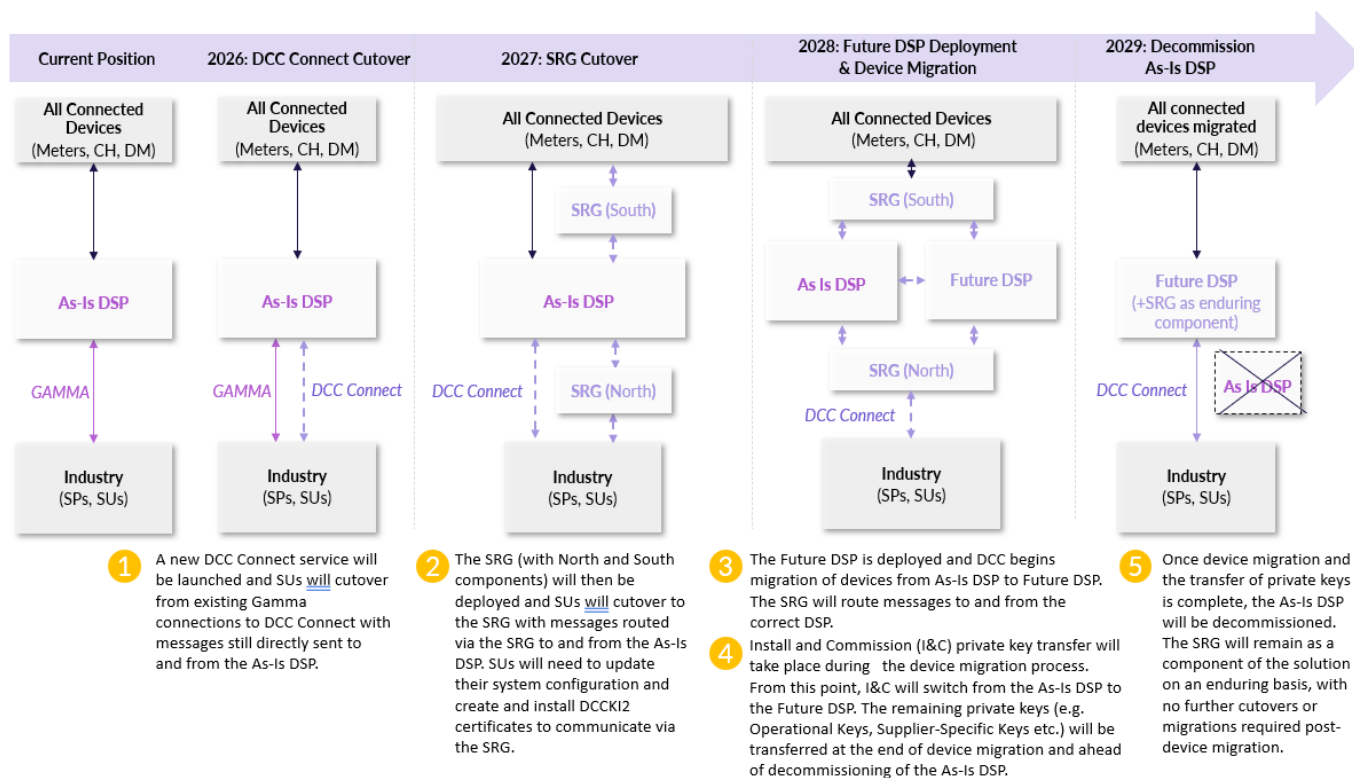 Current Position
2026: DCC Connect Cutover
2027: SRG Cutover
2028: Future DSP Deployment
& Device Migration
2029: Decommission
As-Is DSP
All Connected
Devices
(Meters, CH, DM)
As-Is DSP
GAMMA
Industry
(SPs, SUs)
All Connected
Devices
(Meters, CH, DM)
As-Is DSP
GAMMA
DCC Connect
Industry
(SPs, SUs)
All Connected Devices
(Meters, CH, DM)
SRG (South)
As-Is DSP
DCC Connect
SRG (North)
Industry
(SPs, SUs)
All Connected Devices
(Meters, CH, DM)
SRG (South)
As Is DSP
Future DSP
SRG (North)
DCC Connect
Industry
(SPs, SUs)
All connected
devices migrated
(Meters, CH, DM)
Future DSP
(+SRG as enduring
component)
DCC Connect
As Is DSP
Industry
(SPs, SUs)
1
A new DCC Connect service will
be launched and SUs will cutover
from existing Gamma
connections to DCC Connect with
messages still directly sent to
and from the As-Is DSP.
2
The SRG (with North and South
components) will then be
deployed and SUs will cutover to
the SRG with messages routed
via the SRG to and from the As-Is
DSP. SUs will need to update
their system configuration and
create and install DCCKI2
certificates to communicate via
the SRG.
3
The Future DSP is deployed and DCC begins
migration of devices from As-Is DSP to Future DSP.
The SRG will route messages to and from the
correct DSP.
4
Install and Commission (I&C) private key transfer will
take place during the device migration process.
From this point, I&C will switch from the As-Is DSP to
the Future DSP. The remaining private keys (e.g.
Operational Keys, Supplier-Specific Keys etc.) will be
transferred at the end of device migration and ahead
of decommissioning of the As-Is DSP.
5
Once device migration and
the transfer of private keys
is complete, the As-Is DSP
will be decommissioned.
The SRG will remain as a
component of the solution
on an enduring basis, with
no further cutovers or
migrations required post-
device migration.